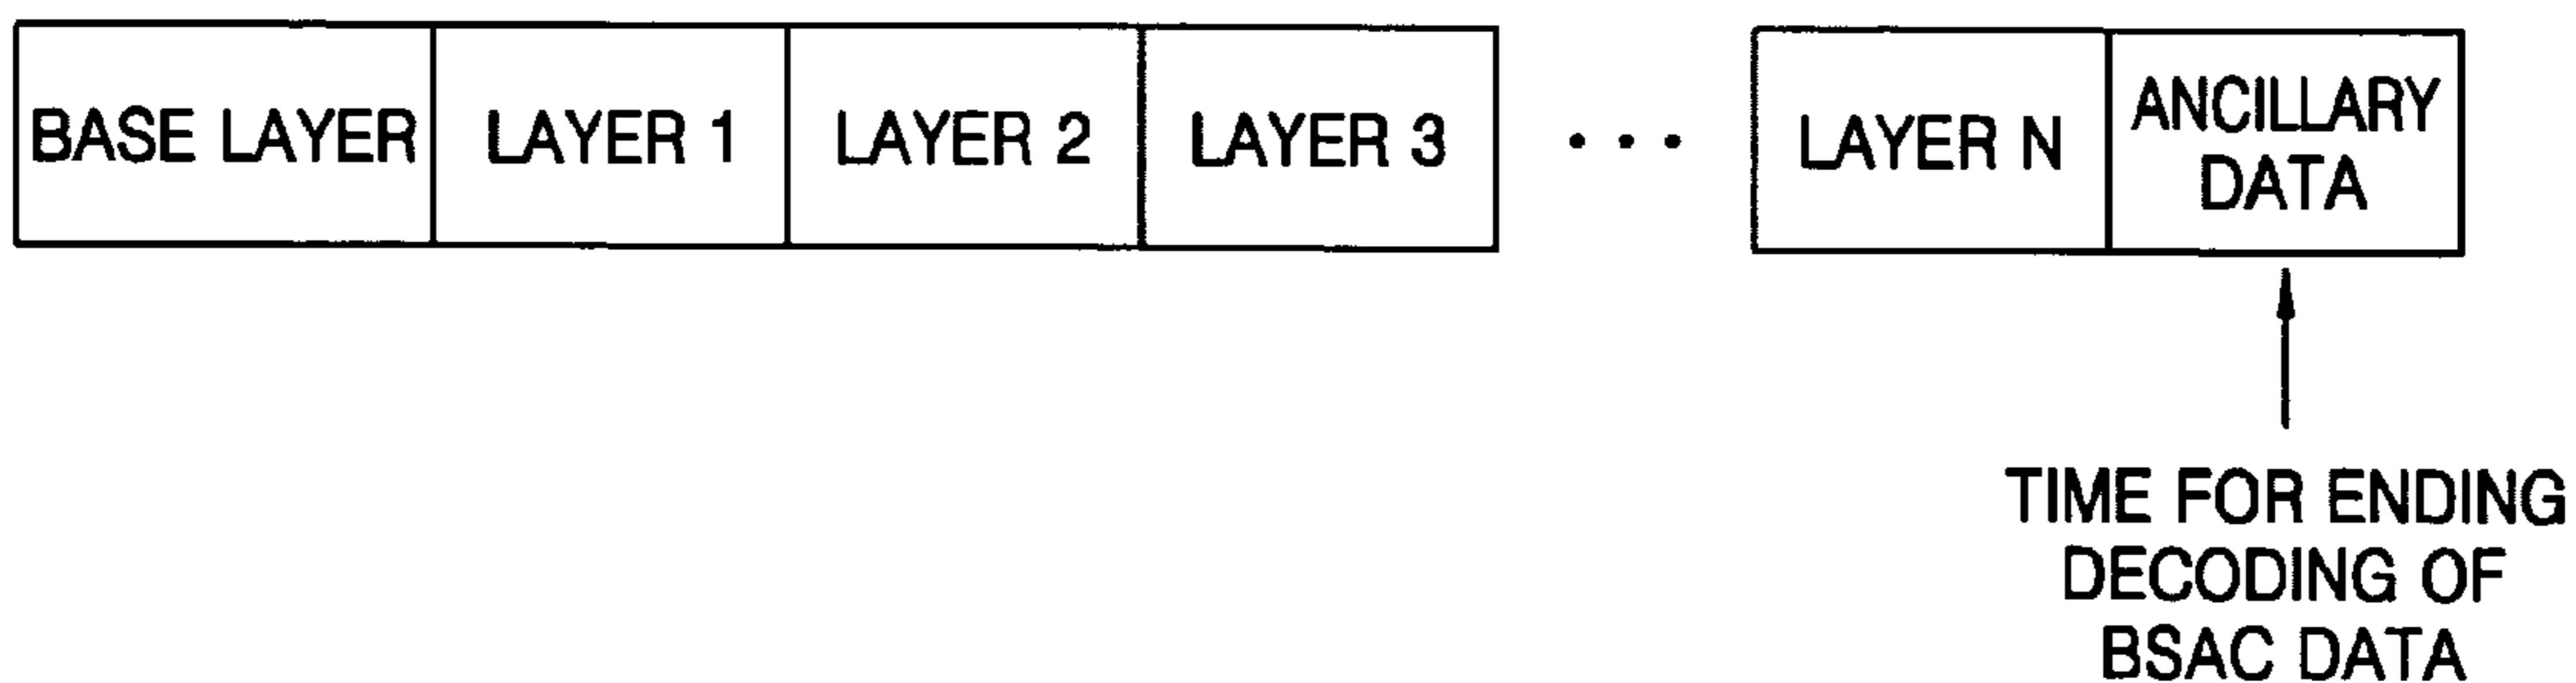 BASE LAYER LAYER 1 LAYER 2 LAYER 3 ... LAYER N ANCILLARY
DATA
TIME FOR ENDING
DECODING OF
BSAC DATA